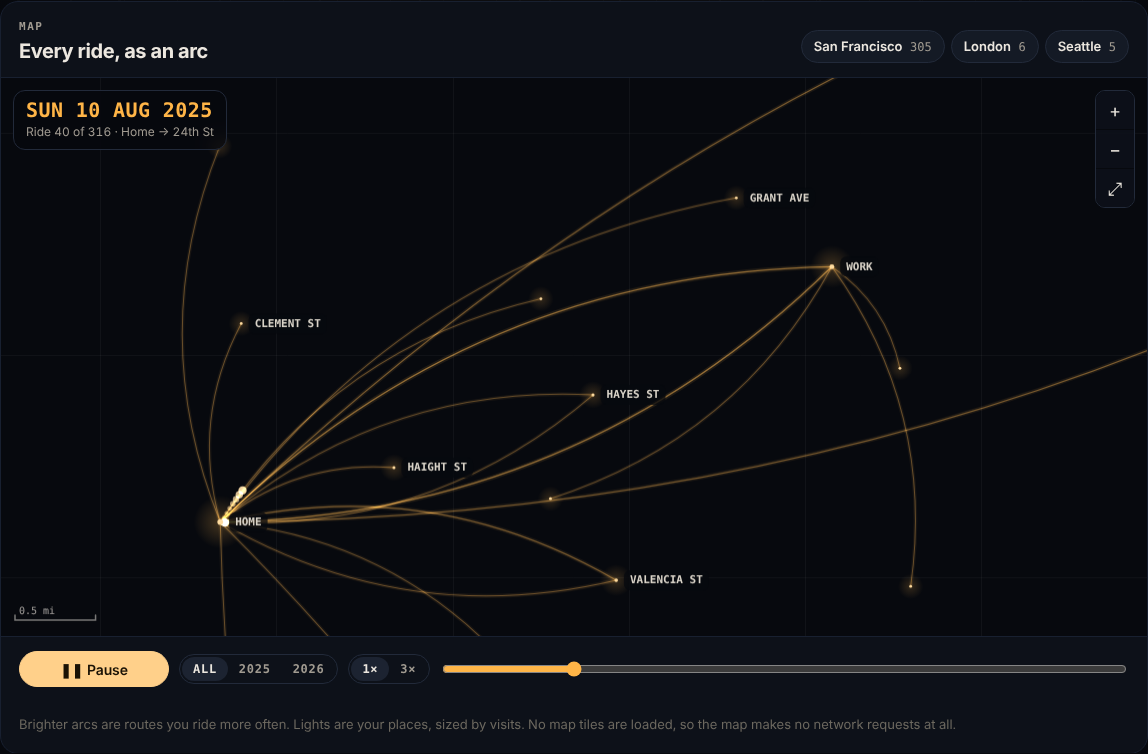 MAP
Every ride, as an arc
San Francisco 305
London 6
Seattle 5
SUN 10 AUG 2025
Ride 40 of 316 · Home → 24th St
+
−
GRANT AVE
WORK
CLEMENT ST
HAYES ST
HAIGHT ST
HOME
VALENCIA ST
0.5 mi
❚❚ Pause
ALL 2025 2026
1× 3×
Brighter arcs are routes you ride more often. Lights are your places, sized by visits. No map tiles are loaded, so the map makes no network requests at all.